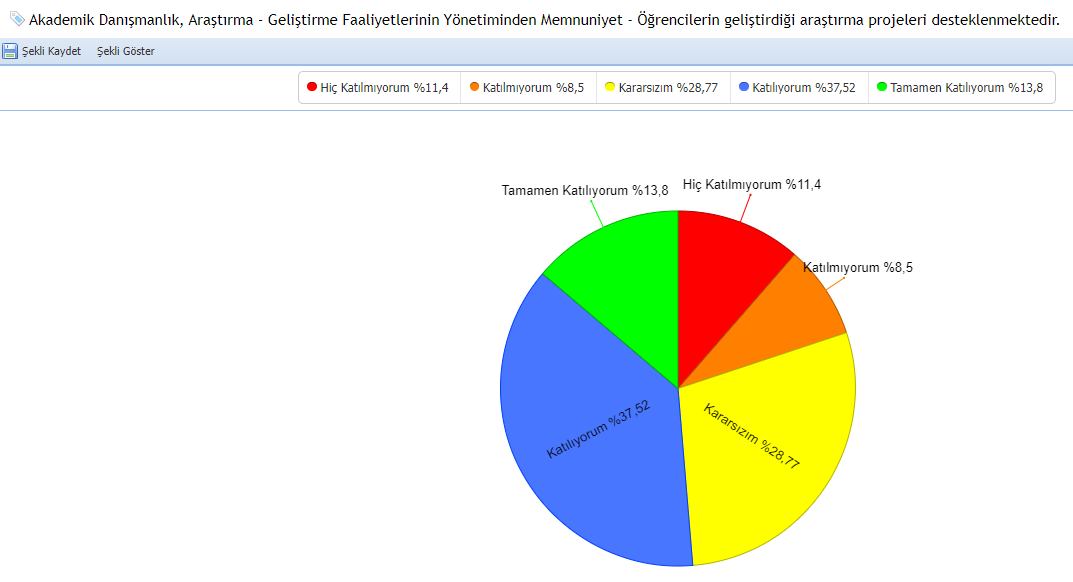 Akademik Danışmanlık, Araştırma - Geliştirme Faaliyetlerinin Yönetiminden Memnuniyet - Öğrencilerin geliştirdiği araştırma projeleri desteklenmektedir.
Şekli Kaydet Şekli Göster
Hiç Katılmıyorum %11,4 Katılmıyorum %8,5 Kararsızım %28,77 Katılıyorum %37,52 Tamamen Katılıyorum %13,8
Tamamen Katılıyorum %13,8 Hiç Katılmıyorum %11,4
Katılmıyorum %8,5
Katılıyorum %37,52
Kararsızım %28,77